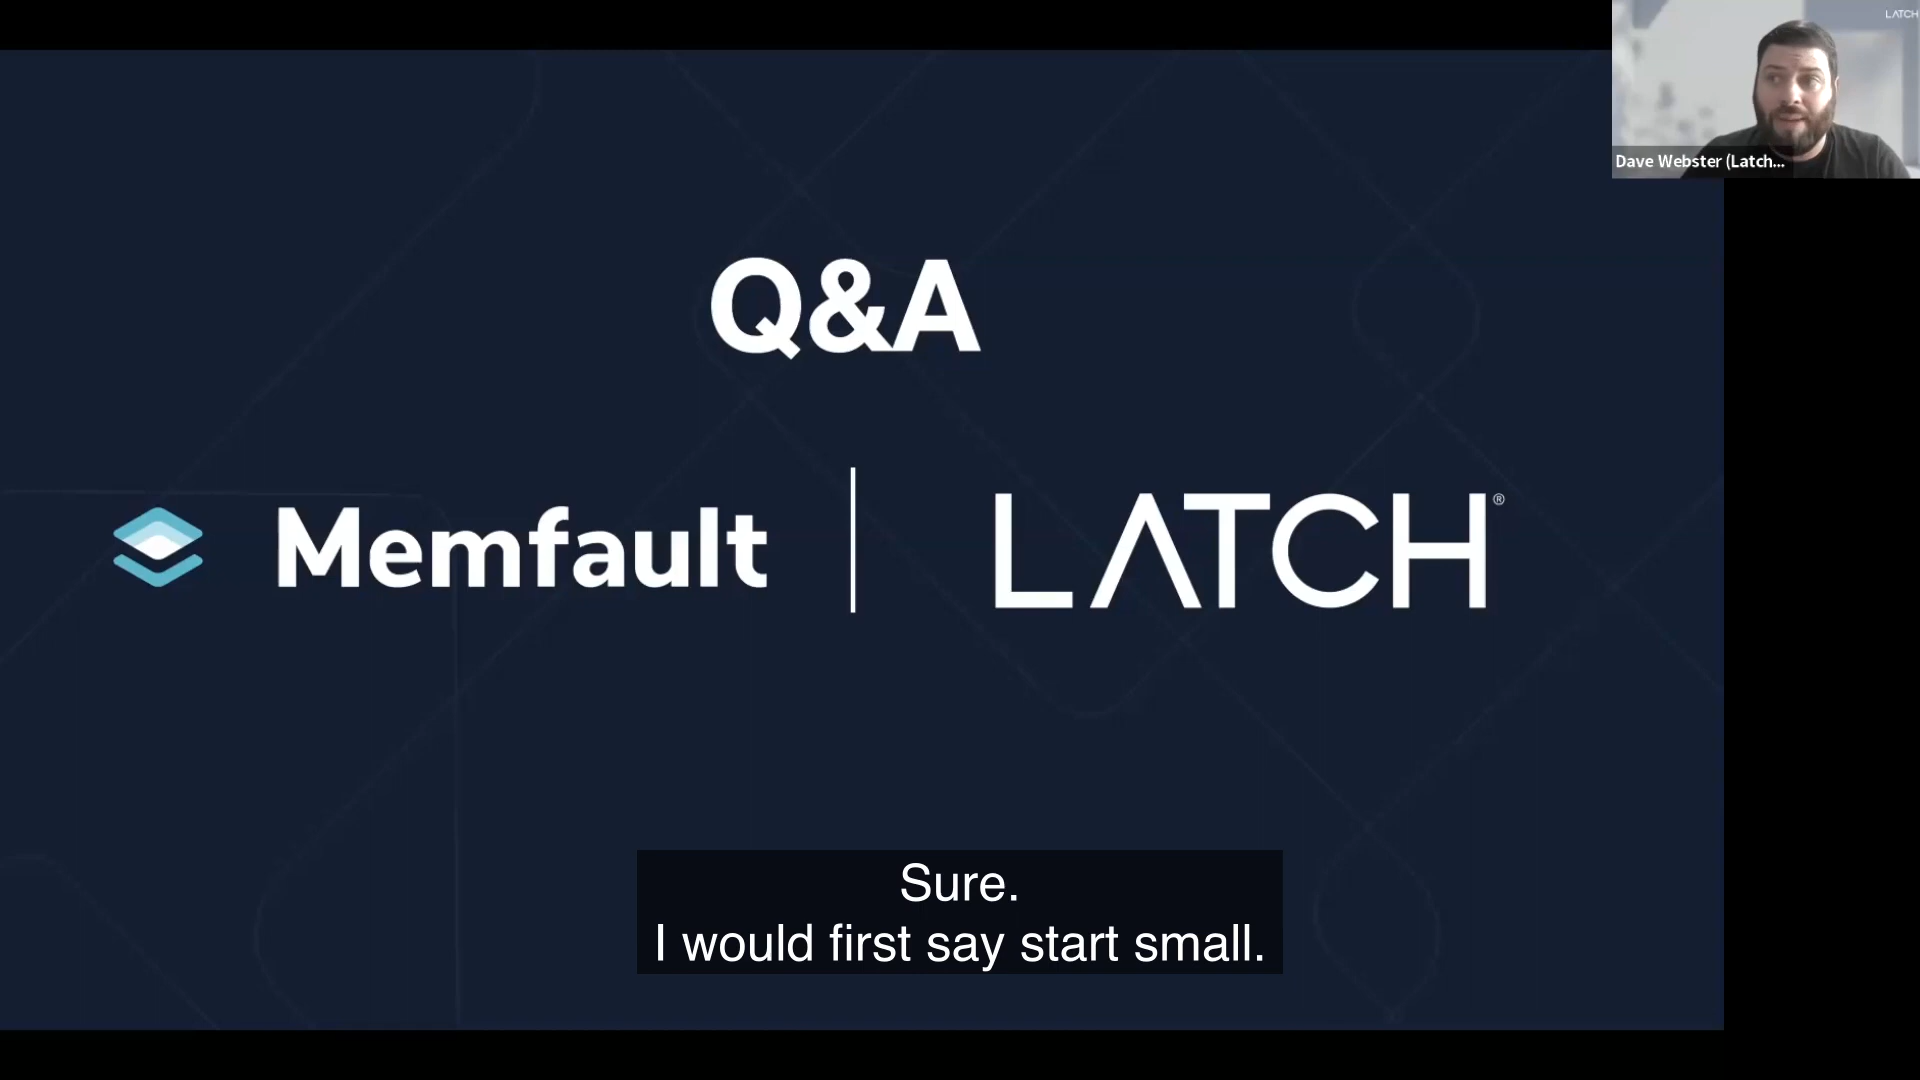 LATCH
Dave Webster (Latch...
Q&A
Memfault
LATCH®
Sure.
I would first say start small.